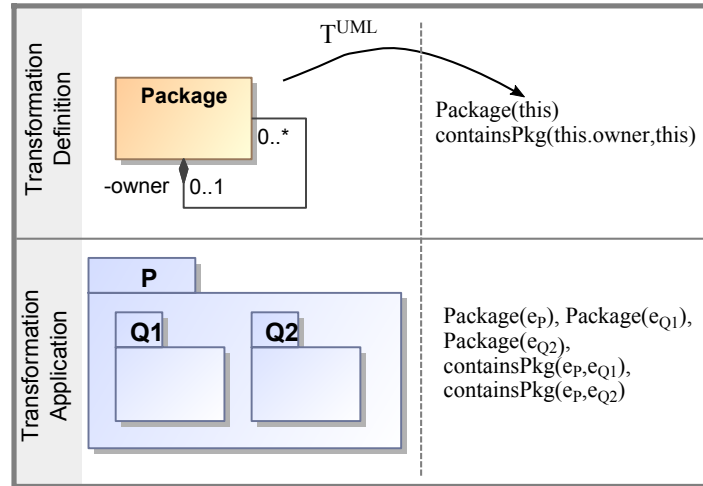 Transformation
Definition
T^UML
Package
0..*
-owner
0..1
Package(this)
containsPkg(this.owner,this)
Transformation
Application
P
Q1
Q2
Package(e_P), Package(e_Q1),
Package(e_Q2),
containsPkg(e_P,e_Q1),
containsPkg(e_P,e_Q2)